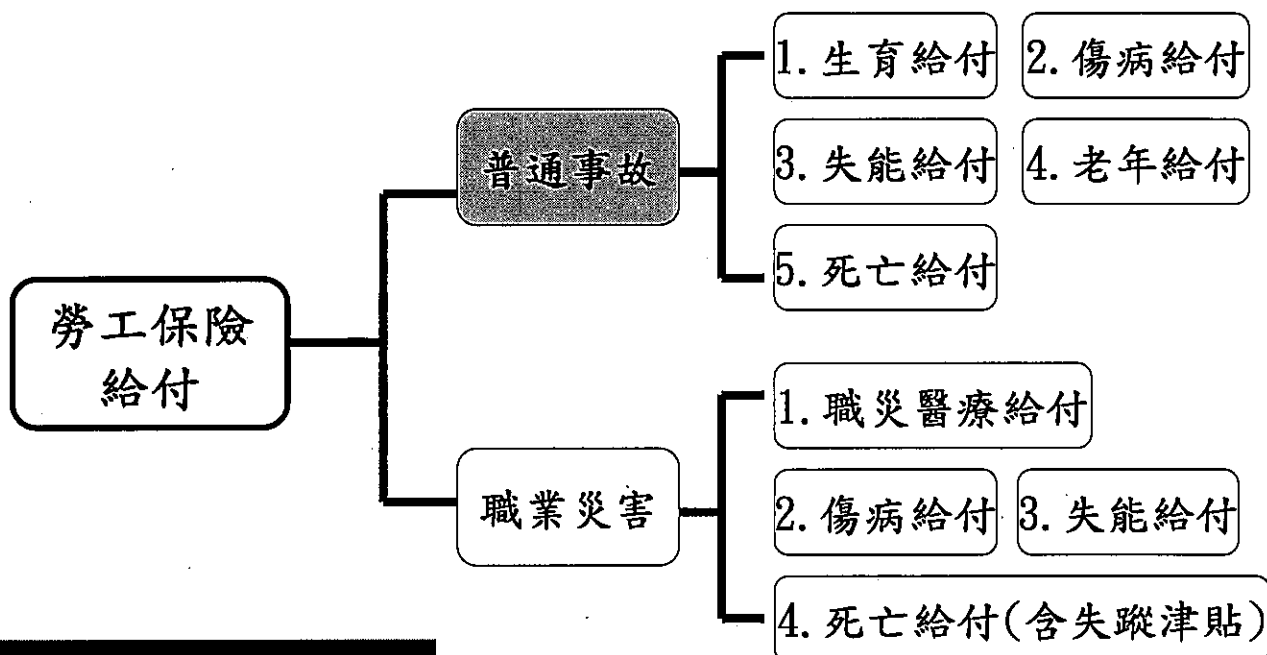 勞工保險
給付
普通事故
1. 生育給付
2. 傷病給付
3. 失能給付
4. 老年給付
5. 死亡給付
職業災害
1. 職災醫療給付
2. 傷病給付
3. 失能給付
4. 死亡給付(含失蹤津貼)